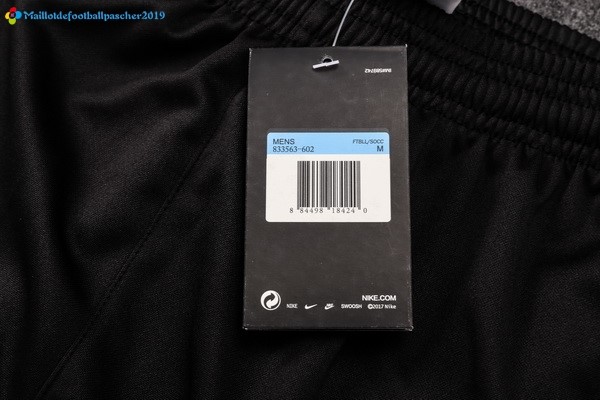 Maillotdefootballpascher2019
MENS FTBLL/SOCC
833563-602 M
8 84498 18424 0
NIKE.COM
NIKE SWOOSH ©2017 Nike